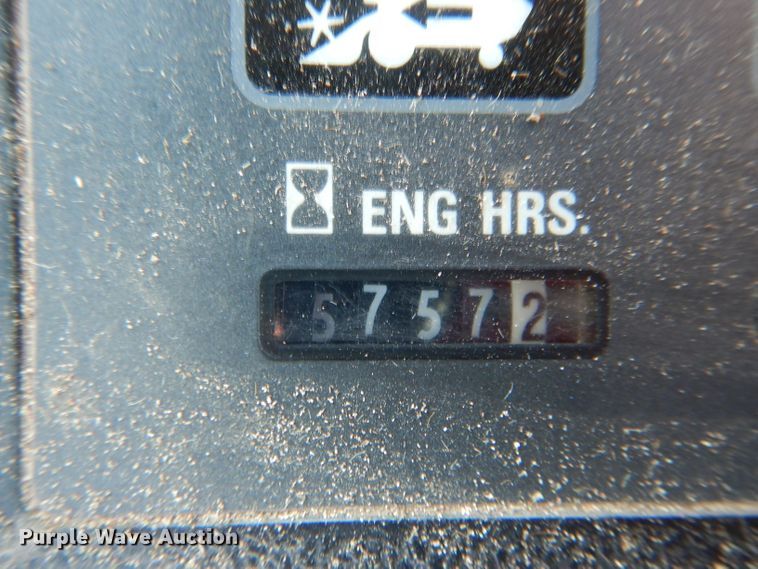 ENG HRS.
57572
Purple Wave Auction